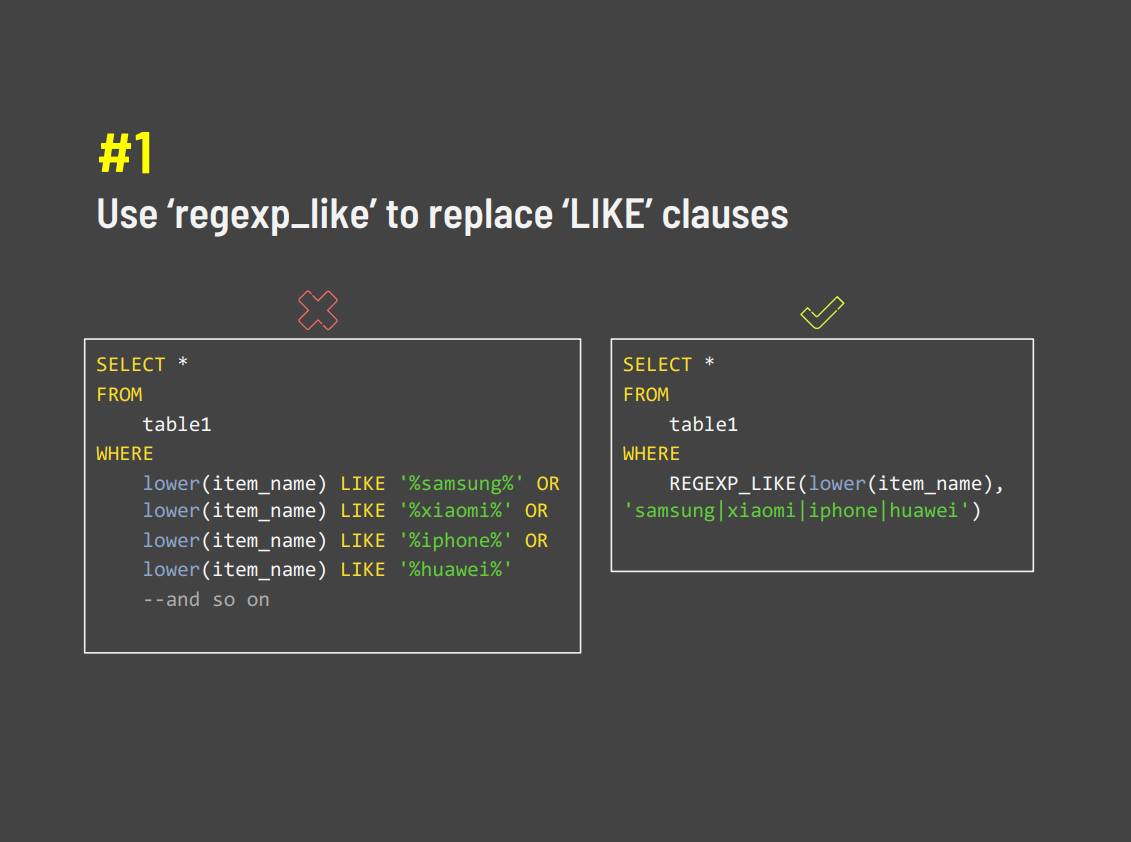 #1
Use ‘regexp_like’ to replace ‘LIKE’ clauses
SELECT *
FROM
table1
WHERE
lower(item_name) LIKE '%samsung%' OR
lower(item_name) LIKE '%xiaomi%' OR
lower(item_name) LIKE '%iphone%' OR
lower(item_name) LIKE '%huawei%'
--and so on
SELECT *
FROM
table1
WHERE
REGEXP_LIKE(lower(item_name),
'samsung|xiaomi|iphone|huawei')